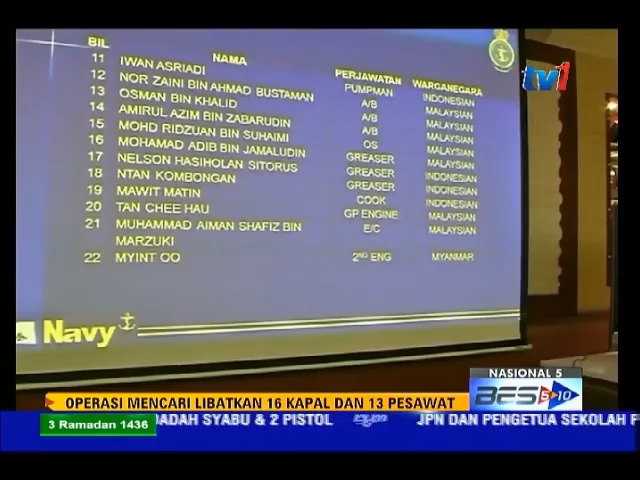 BIL NAMA PERJAWATAN WARGANEGARA
11 IWAN ASRIADI PUMPMAN INDONESIAN
12 NOR ZAINI BIN AHMAD BUSTAMAN A/B MALAYSIAN
13 OSMAN BIN KHALID A/B MALAYSIAN
14 AMIRUL AZIM BIN ZABARUDIN A/B MALAYSIAN
15 MOHD RIDZUAN BIN SUHAIMI OS MALAYSIAN
16 MOHAMAD ADIB BIN JAMALUDIN GREASER MALAYSIAN
17 NELSON HASIHOLAN SITORUS GREASER INDONESIAN
18 NTAN KOMBONGAN GREASER INDONESIAN
19 MAWIT MATIN COOK INDONESIAN
20 TAN CHEE HAU GP ENGINE MALAYSIAN
21 MUHAMMAD AIMAN SHAFIZ BIN E/C MALAYSIAN
MARZUKI
22 MYINT OO 2ND ENG MYANMAR
tv1
Navy
NASIONAL 5
BES 5 10
OPERASI MENCARI LIBATKAN 16 KAPAL DAN 13 PESAWAT
3 Ramadan 1436 DADAH SYABU & 2 PISTOL JPN DAN PENGETUA SEKOLAH F